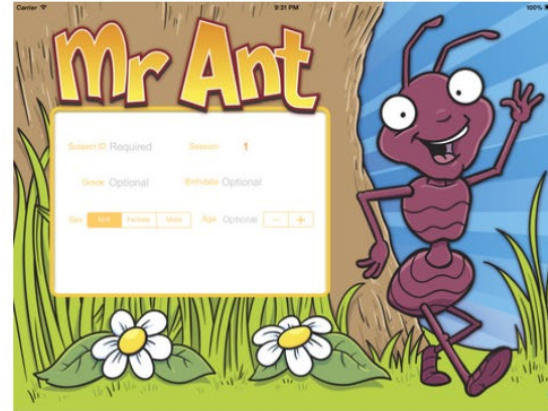 Carrier 9:31 PM 100%
Mr Ant
Subject ID Required Session 1
Grade Optional Birthdate Optional
Sex N/A Female Male Age Optional - +